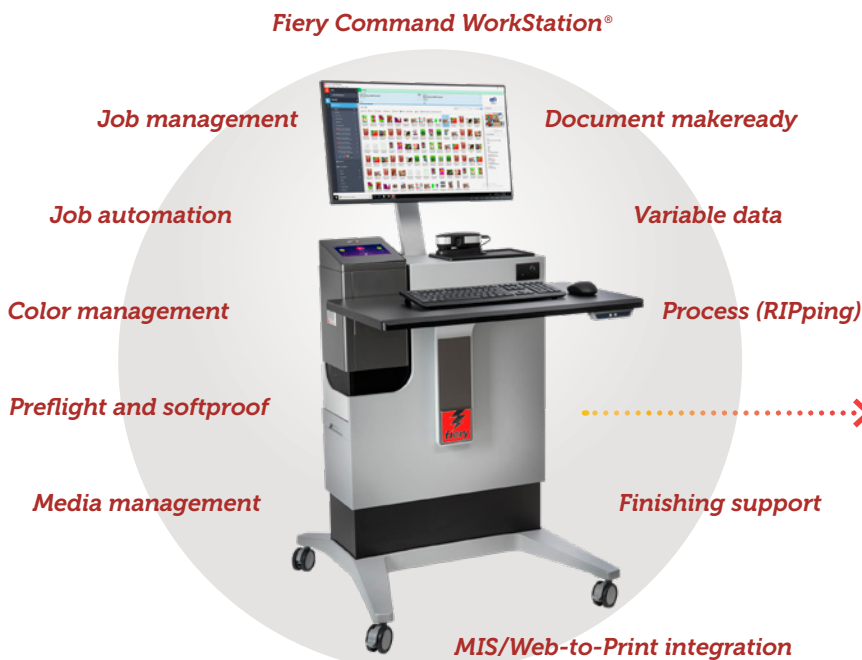 Fiery Command WorkStation®
Job management
Document makeready
Job automation
Variable data
Color management
Process (RIPping)
Preflight and softproof
fiery
Media management
Finishing support
MIS/Web-to-Print integration